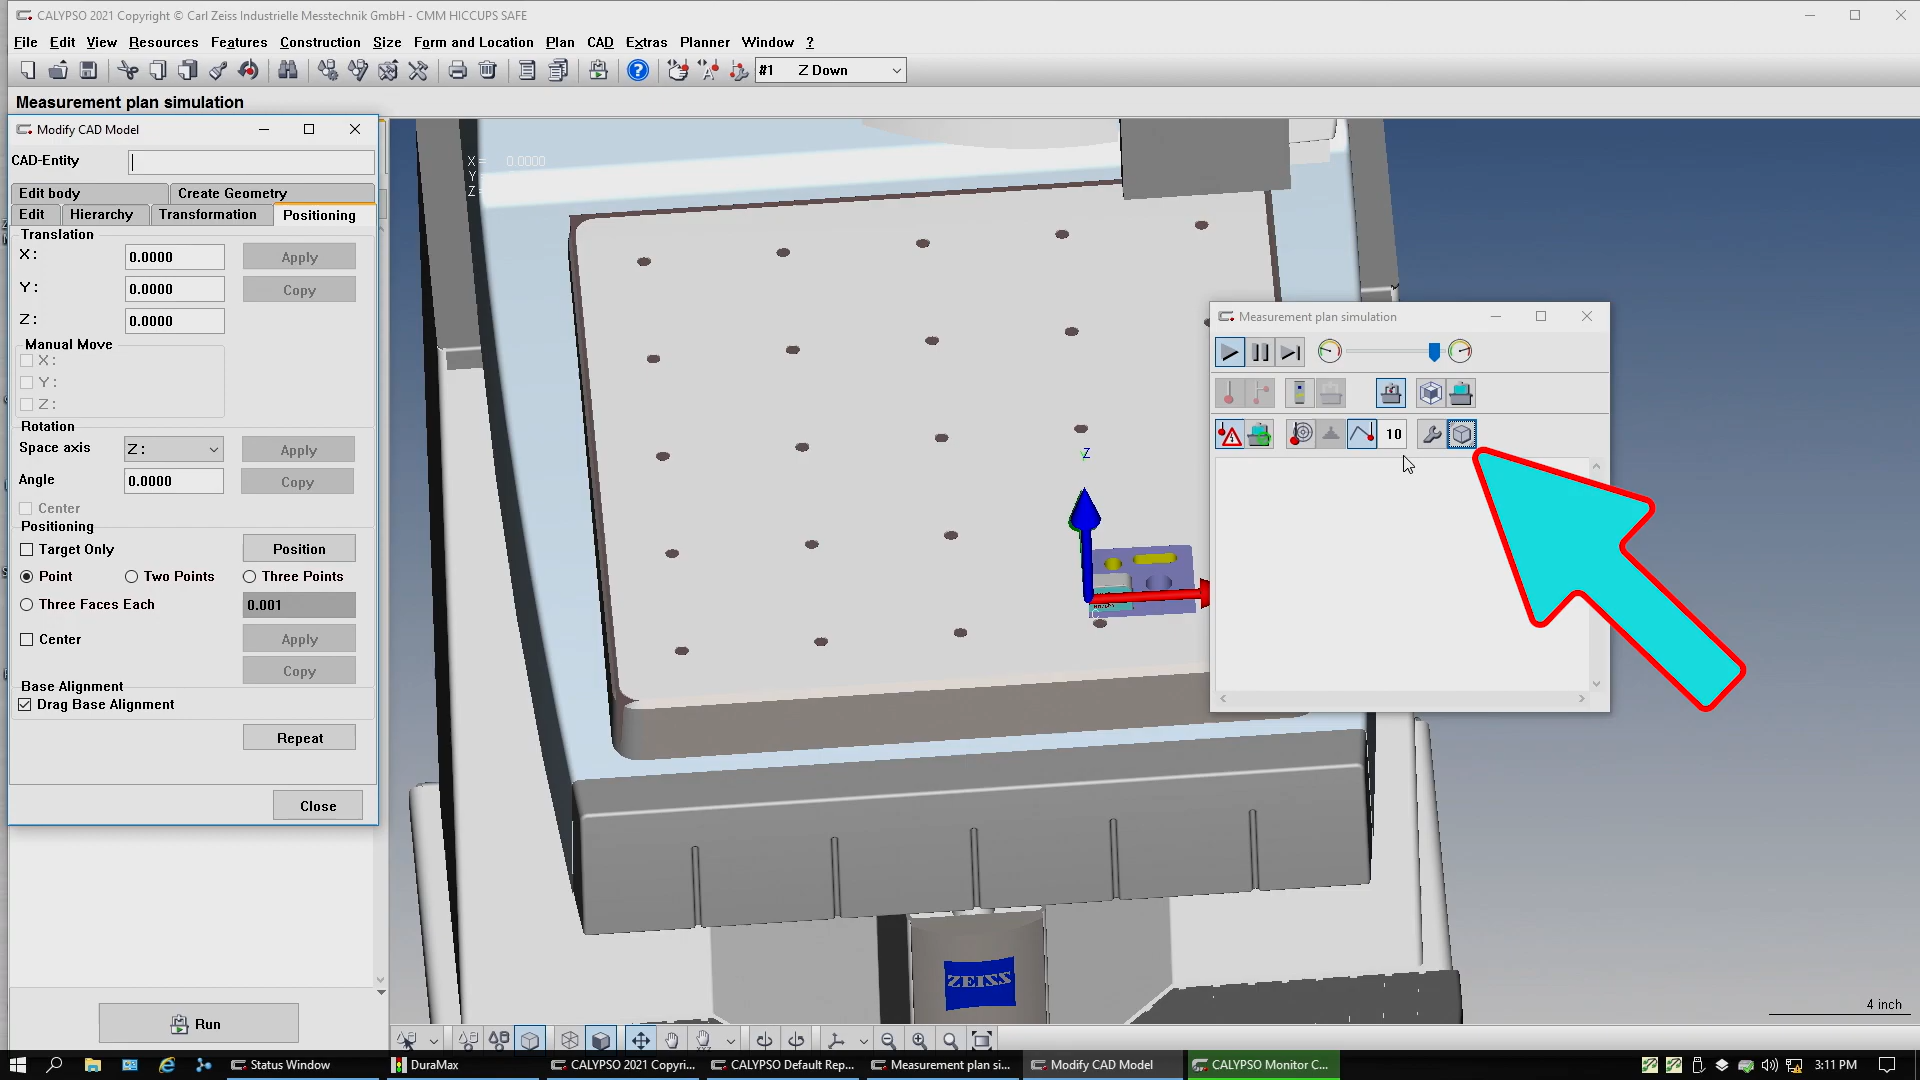 CALYPSO 2021 Copyright © Carl Zeiss Industrielle Messtechnik GmbH - CMM HICCUPS SAFE
File Edit View Resources Features Construction Size Form and Location Plan CAD Extras Planner Window ?
#1 Z Down
Measurement plan simulation
Modify CAD Model
CAD-Entity
Edit body Create Geometry
Edit Hierarchy Transformation Positioning
Translation
X: 0.0000 Apply
Y: 0.0000 Copy
Z: 0.0000
Manual Move
X:
Y:
Z:
Rotation
Space axis Z: Apply
Angle 0.0000 Copy
Center
Positioning
Target Only Position
Point Two Points Three Points
Three Faces Each 0.001
Center Apply
Copy
Base Alignment
Drag Base Alignment
Repeat
Close
Run
X= 0.0000
Y
Z=
Z
ZEISS
4 inch
Measurement plan simulation
10
Status Window DuraMax CALYPSO 2021 Copyri... CALYPSO Default Rep... Measurement plan si... Modify CAD Model CALYPSO Monitor C... 3:11 PM